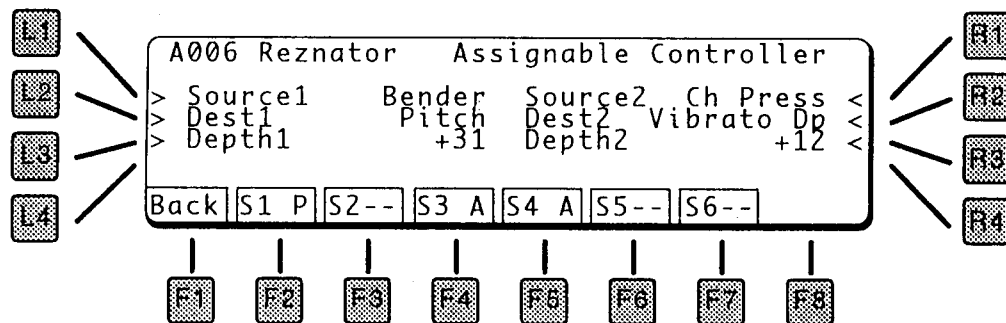 L1 R1
A006 Reznator Assignable Controller
L2 R2
> Source1 Bender Source2 Ch Press <
> Dest1 Pitch Dest2 Vibrato Dp <
> Depth1 +31 Depth2 +12 <
L3 R3
Back S1 P S2-- S3 A S4 A S5-- S6--
L4 R4
F1 F2 F3 F4 F5 F6 F7 F8